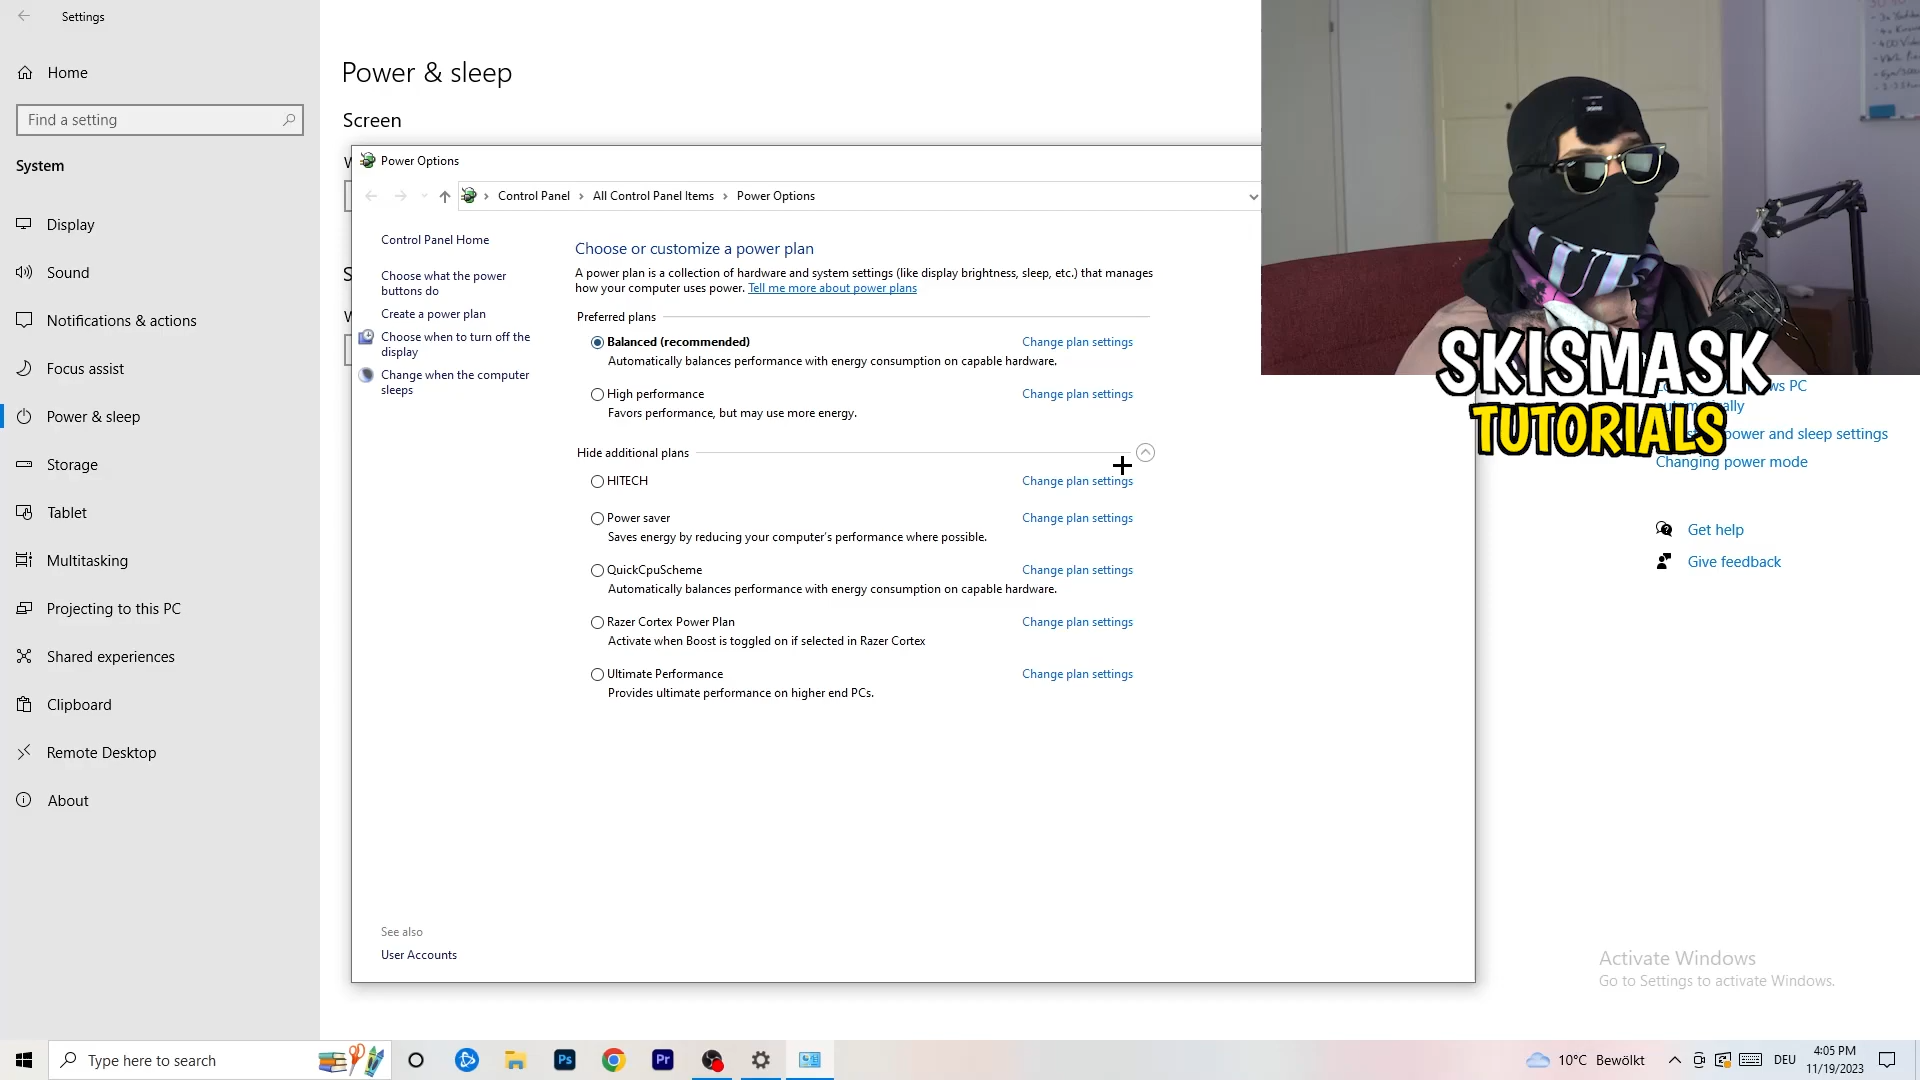 Settings
Home
Find a setting
System
Display
Sound
Notifications & actions
Focus assist
Power & sleep
Storage
Tablet
Multitasking
Projecting to this PC
Shared experiences
Clipboard
Remote Desktop
About
Power & sleep
Screen
Power Options
Control Panel > All Control Panel Items > Power Options
Control Panel Home
Choose what the power
buttons do
Create a power plan
Choose when to turn off the
display
Change when the computer
sleeps
See also
User Accounts
Choose or customize a power plan
A power plan is a collection of hardware and system settings (like display brightness, sleep, etc.) that manages
how your computer uses power. Tell me more about power plans
Preferred plans
Balanced (recommended) Change plan settings
Automatically balances performance with energy consumption on capable hardware.
High performance Change plan settings
Favors performance, but may use more energy.
Hide additional plans
HITECH Change plan settings
Power saver Change plan settings
Saves energy by reducing your computer's performance where possible.
QuickCpuScheme Change plan settings
Automatically balances performance with energy consumption on capable hardware.
Razer Cortex Power Plan Change plan settings
Activate when Boost is toggled on if selected in Razer Cortex
Ultimate Performance Change plan settings
Provides ultimate performance on higher end PCs.
SKISMASK
TUTORIALS
PC
power and sleep settings
Changing power mode
Get help
Give feedback
Activate Windows
Go to Settings to activate Windows.
Type here to search
Ps
Pr
10°C Bewölkt
DEU
4:05 PM
11/19/2023